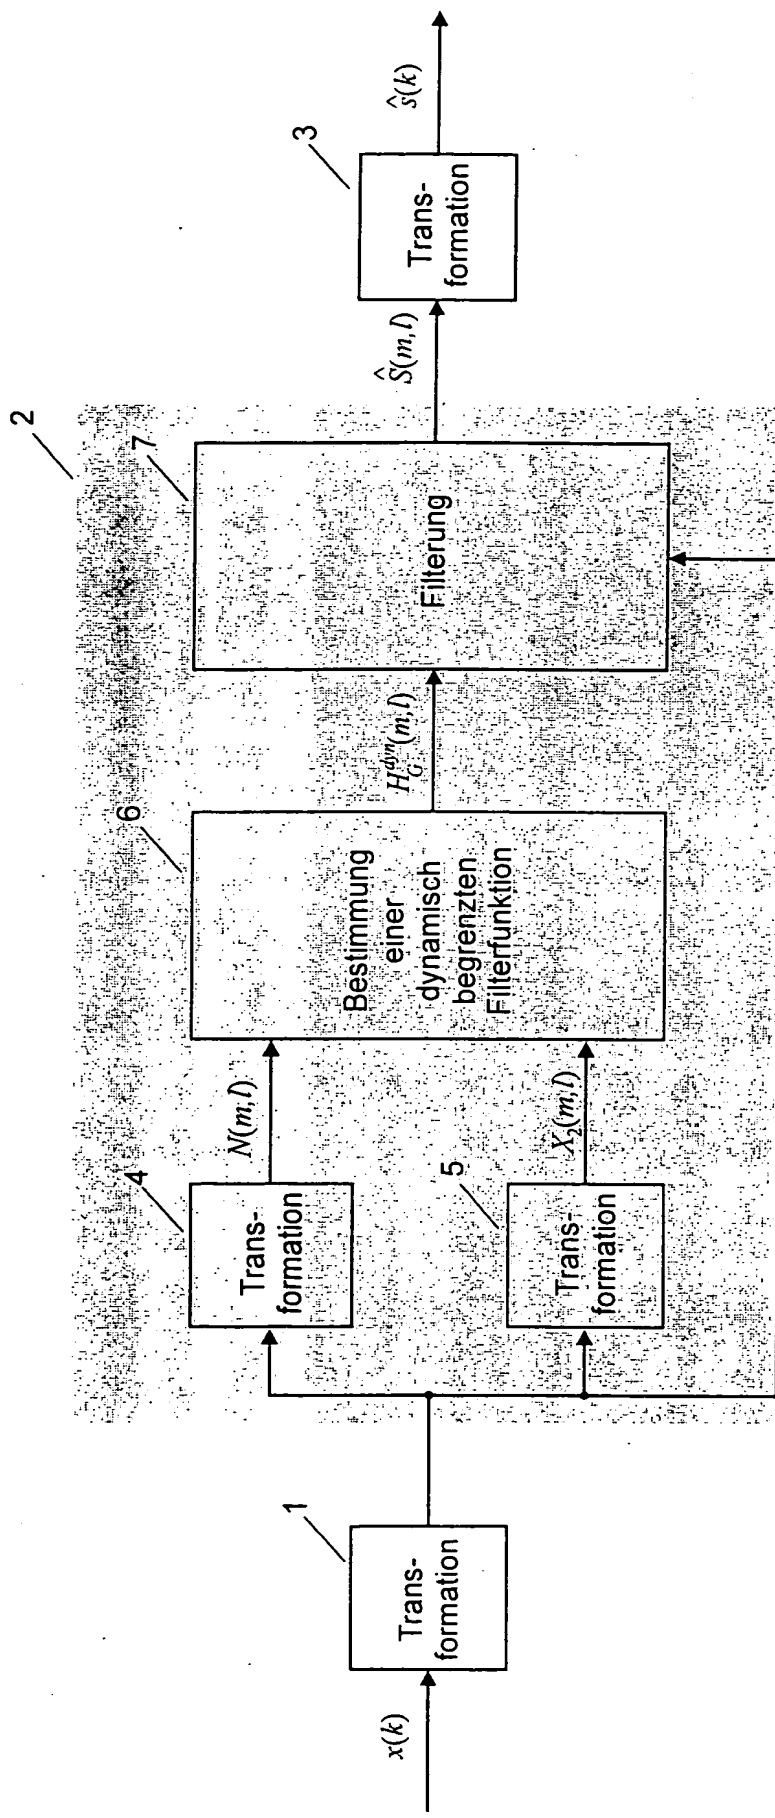 x(k)
1
Trans-
formation
2
4
Trans-
formation
N(m,l)
5
Trans-
formation
X₂(m,l)
6
Bestimmung
einer
dynamisch
begrenzten
Filterfunktion
H_G^dyn(m,l)
7
Filterung
Ŝ(m,l)
3
Trans-
formation
ŝ(k)